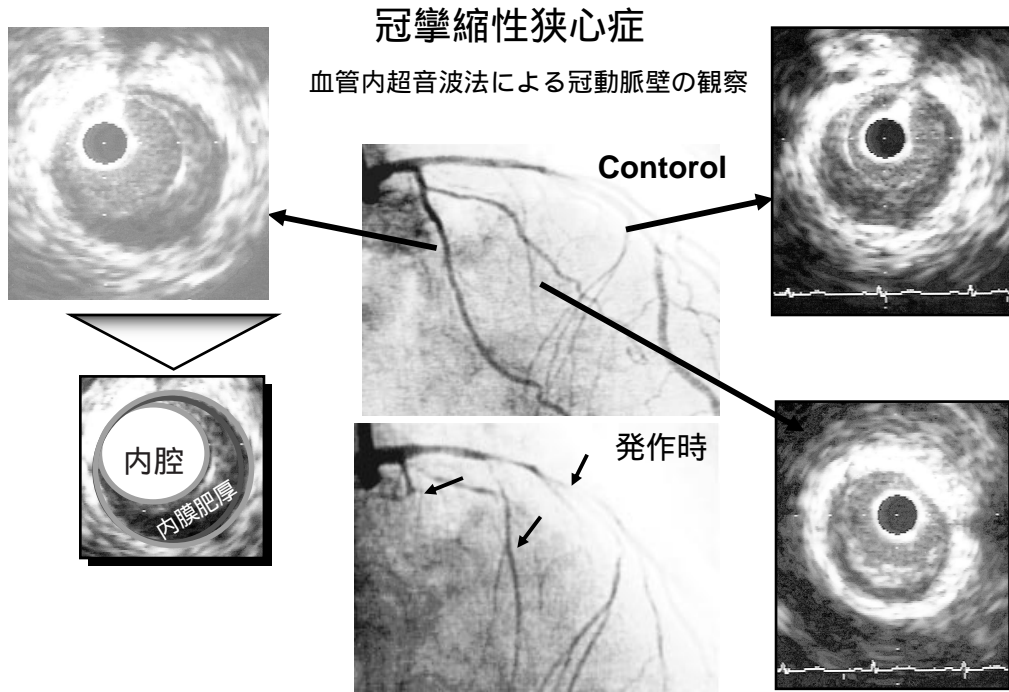 冠攣縮性狭心症
血管内超音波法による冠動脈壁の観察
Contorol
発作時
内腔
内膜肥厚